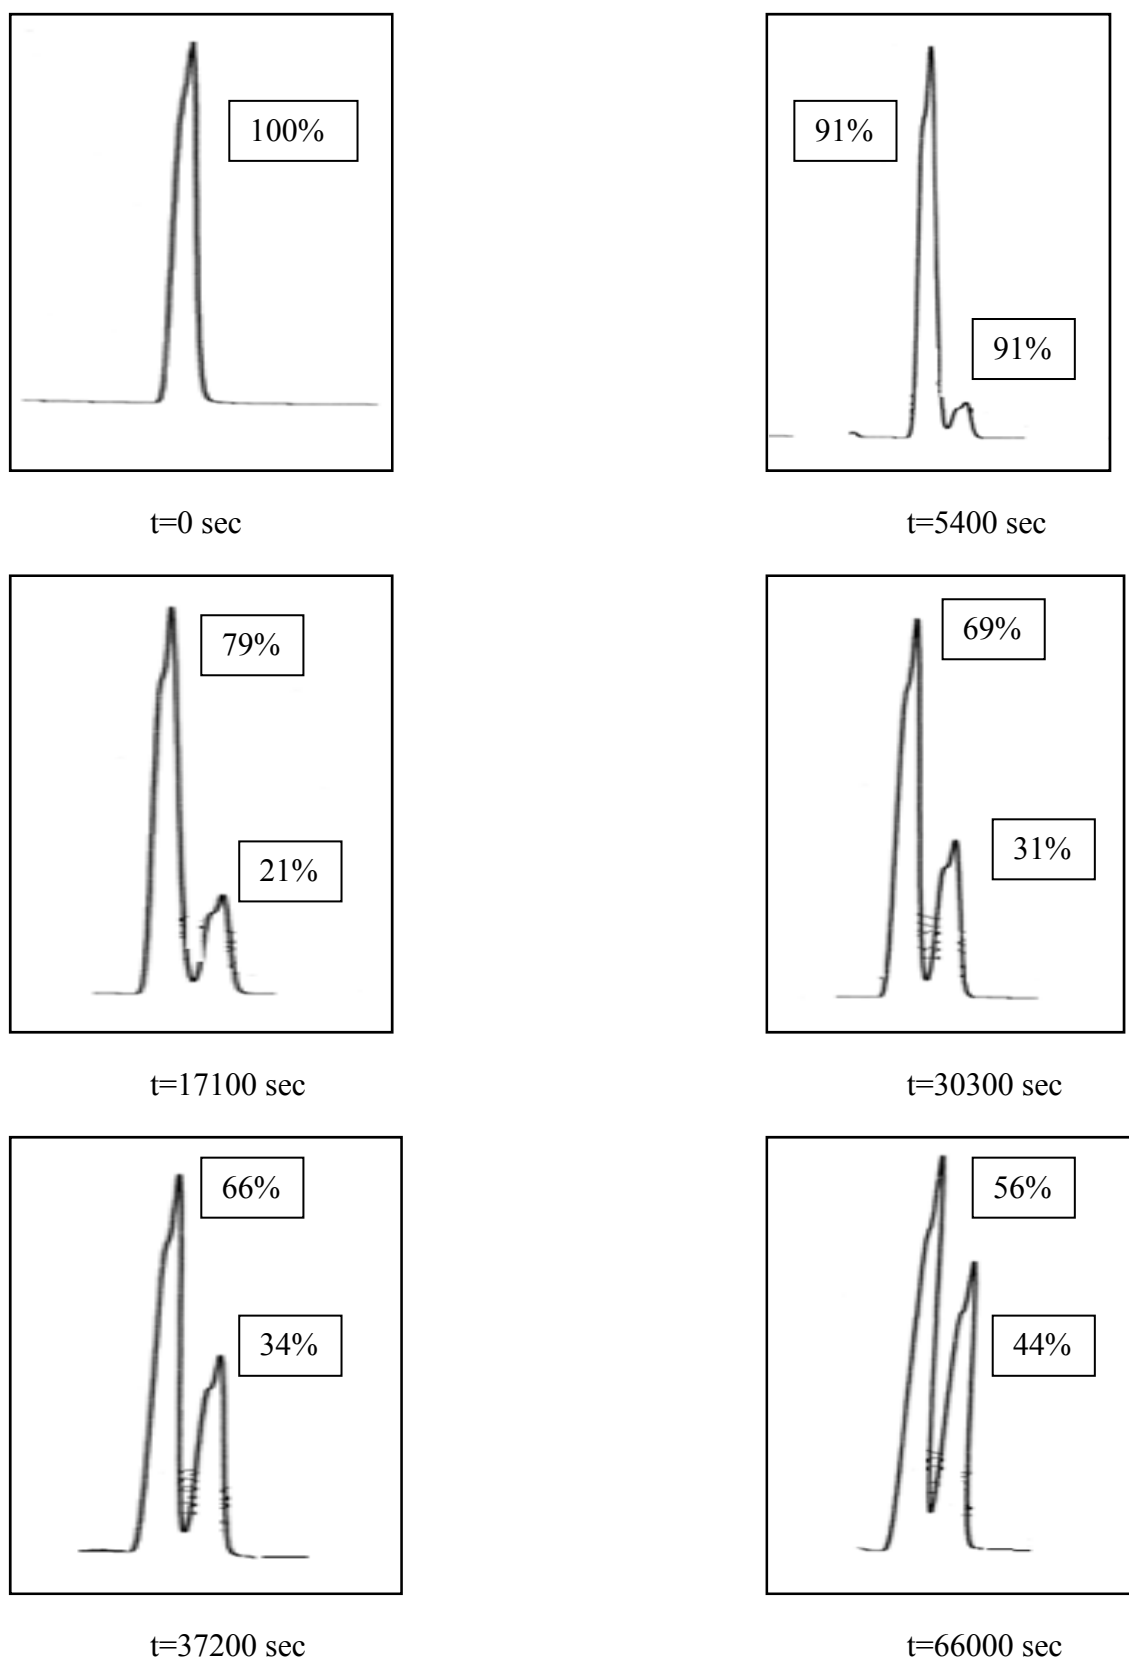 100%
91%
91%
t=0 sec
t=5400 sec
79%
21%
69%
31%
t=17100 sec
t=30300 sec
66%
34%
56%
44%
t=37200 sec
t=66000 sec